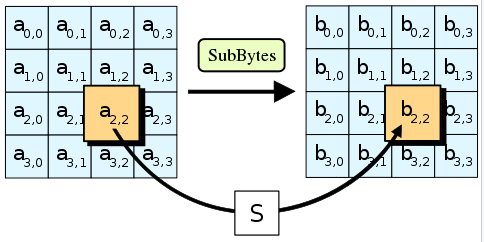 a0,0 a0,1 a0,2 a0,3
b0,0 b0,1 b0,2 b0,3
SubBytes
a1,0 a1,1 a1,2 a1,3
b1,0 b1,1 b1,2 b1,3
a2,0 a2,1 a2,2 a2,3
b2,0 b2,1 b2,2 b2,3
a3,0 a3,1 a3,2 a3,3
b3,0 b3,1 b3,2 b3,3
S